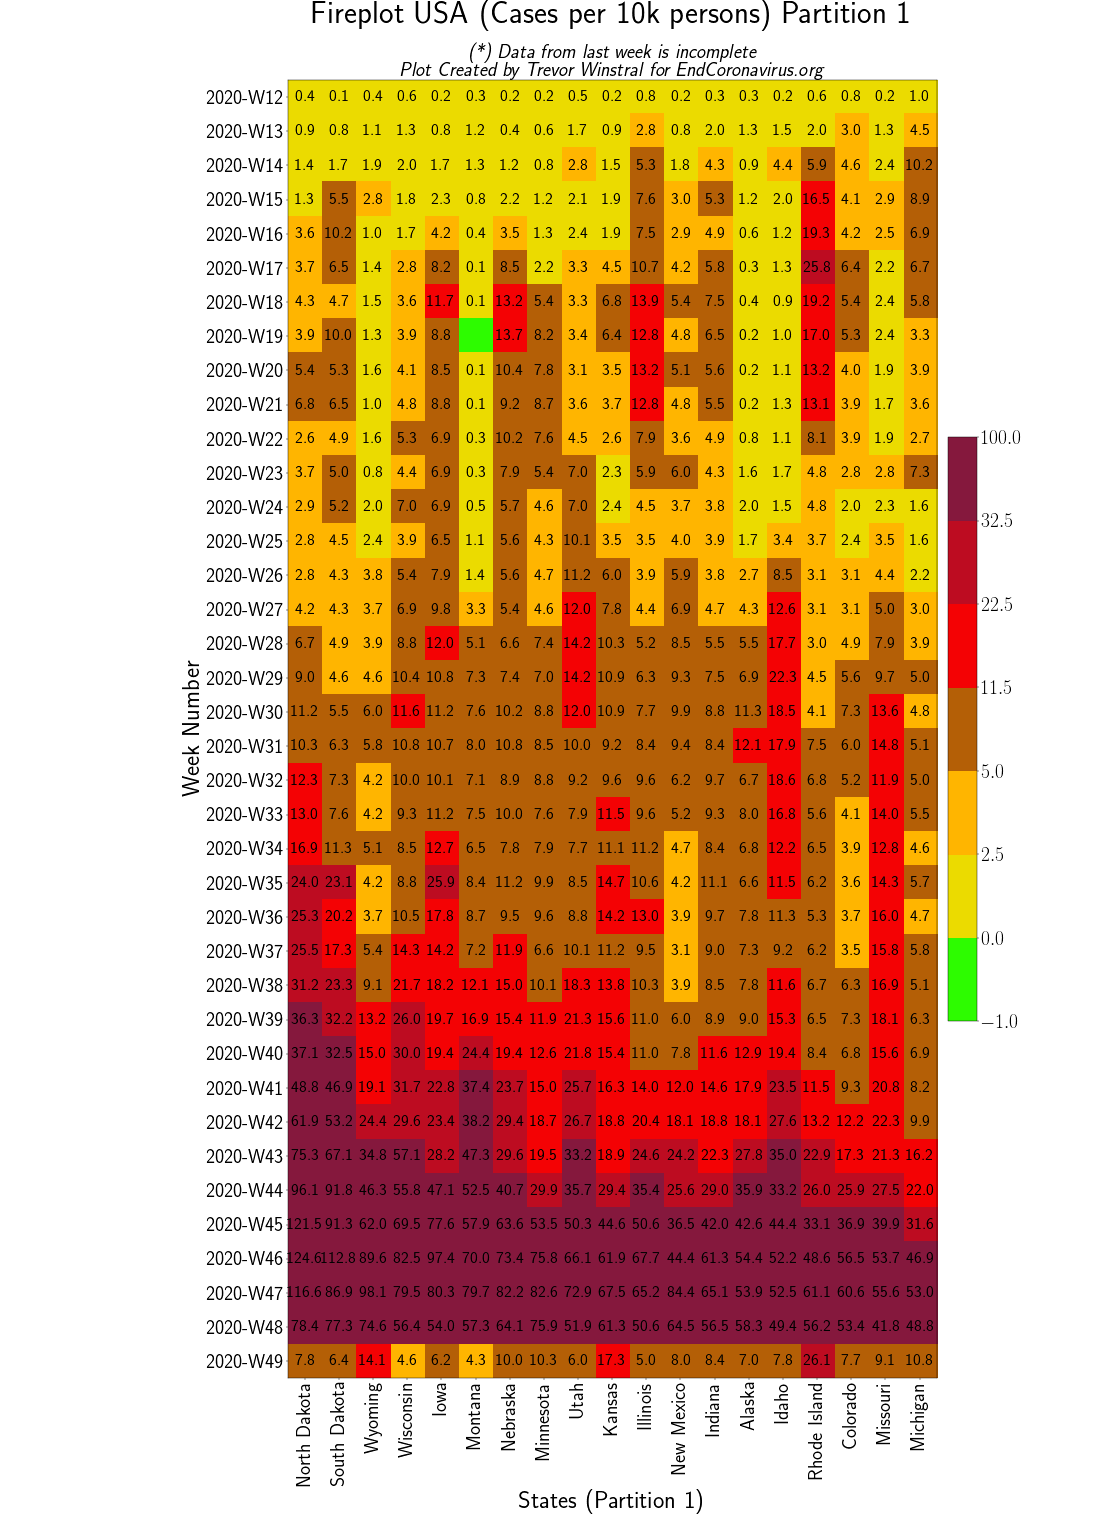 Fireplot USA (Cases per 10k persons) Partition 1
(*) Data from last week is incomplete
Plot Created by Trevor Winstral for EndCoronavirus.org
2020-W12 0.4 0.1 0.4 0.6 0.2 0.3 0.2 0.2 0.5 0.2 0.8 0.2 0.3 0.3 0.2 0.6 0.8 0.2 1.0
2020-W13 0.9 0.8 1.1 1.3 0.8 1.2 0.4 0.6 1.7 0.9 2.8 0.8 2.0 1.3 1.5 2.0 3.0 1.3 4.5
2020-W14 1.4 1.7 1.9 2.0 1.7 1.3 1.2 0.8 2.8 1.5 5.3 1.8 4.3 0.9 4.4 5.9 4.6 2.4 10.2
2020-W15 1.3 5.5 2.8 1.8 2.3 0.8 2.2 1.2 2.1 1.9 7.6 3.0 5.3 1.2 2.0 16.5 4.1 2.9 8.9
2020-W16 3.6 10.2 1.0 1.7 4.2 0.4 3.5 1.3 2.4 1.9 7.5 2.9 4.9 0.6 1.2 19.3 4.2 2.5 6.9
2020-W17 3.7 6.5 1.4 2.8 8.2 0.1 8.5 2.2 3.3 4.5 10.7 4.2 5.8 0.3 1.3 25.8 6.4 2.2 6.7
2020-W18 4.3 4.7 1.5 3.6 11.7 0.1 13.2 5.4 3.3 6.8 13.9 5.4 7.5 0.4 0.9 19.2 5.4 2.4 5.8
2020-W19 3.9 10.0 1.3 3.9 8.8 13.7 8.2 3.4 6.4 12.8 4.8 6.5 0.2 1.0 17.0 5.3 2.4 3.3
2020-W20 5.4 5.3 1.6 4.1 8.5 0.1 10.4 7.8 3.1 3.5 13.2 5.1 5.6 0.2 1.1 13.2 4.0 1.9 3.9
2020-W21 6.8 6.5 1.0 4.8 8.8 0.1 9.2 8.7 3.6 3.7 12.8 4.8 5.5 0.2 1.3 13.1 3.9 1.7 3.6
2020-W22 2.6 4.9 1.6 5.3 6.9 0.3 10.2 7.6 4.5 2.6 7.9 3.6 4.9 0.8 1.1 8.1 3.9 1.9 2.7
2020-W23 3.7 5.0 0.8 4.4 6.9 0.3 7.9 5.4 7.0 2.3 5.9 6.0 4.3 1.6 1.7 4.8 2.8 2.8 7.3
2020-W24 2.9 5.2 2.0 7.0 6.9 0.5 5.7 4.6 7.0 2.4 4.5 3.7 3.8 2.0 1.5 4.8 2.0 2.3 1.6
2020-W25 2.8 4.5 2.4 3.9 6.5 1.1 5.6 4.3 10.1 3.5 3.5 4.0 3.9 1.7 3.4 3.7 2.4 3.5 1.6
2020-W26 2.8 4.3 3.8 5.4 7.9 1.4 5.6 4.7 11.2 6.0 3.9 5.9 3.8 2.7 8.5 3.1 3.1 4.4 2.2
2020-W27 4.2 4.3 3.7 6.9 9.8 3.3 5.4 4.6 12.0 7.8 4.4 6.9 4.7 4.3 12.6 3.1 3.1 5.0 3.0
2020-W28 6.7 4.9 3.9 8.8 12.0 5.1 6.6 7.4 14.2 10.3 5.2 8.5 5.5 5.5 17.7 3.0 4.9 7.9 3.9
2020-W29 9.0 4.6 4.6 10.4 10.8 7.3 7.4 7.0 14.2 10.9 6.3 9.3 7.5 6.9 22.3 4.5 5.6 9.7 5.0
2020-W30 11.2 5.5 6.0 11.6 11.2 7.6 10.2 8.8 12.0 10.9 7.7 9.9 8.8 11.3 18.5 4.1 7.3 13.6 4.8
2020-W31 10.3 6.3 5.8 10.8 10.7 8.0 10.8 8.5 10.0 9.2 8.4 9.4 8.4 12.1 17.9 7.5 6.0 14.8 5.1
2020-W32 12.3 7.3 4.2 10.0 10.1 7.1 8.9 8.8 9.2 9.6 9.6 6.2 9.7 6.7 18.6 6.8 5.2 11.9 5.0
2020-W33 13.0 7.6 4.2 9.3 11.2 7.5 10.0 7.6 7.9 11.5 9.6 5.2 9.3 8.0 16.8 5.6 4.1 14.0 5.5
2020-W34 16.9 11.3 5.1 8.5 12.7 6.5 7.8 7.9 7.7 11.1 11.2 4.7 8.4 6.8 12.2 6.5 3.9 12.8 4.6
2020-W35 24.0 23.1 4.2 8.8 25.9 8.4 11.2 9.9 8.5 14.7 10.6 4.2 11.1 6.6 11.5 6.2 3.6 14.3 5.7
2020-W36 25.3 20.2 3.7 10.5 17.8 8.7 9.5 9.6 8.8 14.2 13.0 3.9 9.7 7.8 11.3 5.3 3.7 16.0 4.7
2020-W37 25.5 17.3 5.4 14.3 14.2 7.2 11.9 6.6 10.1 11.2 9.5 3.1 9.0 7.3 9.2 6.2 3.5 15.8 5.8
2020-W38 31.2 23.3 9.1 21.7 18.2 12.1 15.0 10.1 18.3 13.8 10.3 3.9 8.5 7.8 11.6 6.7 6.3 16.9 5.1
2020-W39 36.3 32.2 13.2 26.0 19.7 16.9 15.4 11.9 21.3 15.6 11.0 6.0 8.9 9.0 15.3 6.5 7.3 18.1 6.3
2020-W40 37.1 32.5 15.0 30.0 19.4 24.4 19.4 12.6 21.8 15.4 11.0 7.8 11.6 12.9 19.4 8.4 6.8 15.6 6.9
2020-W41 48.8 46.9 19.1 31.7 22.8 37.4 23.7 15.0 25.7 16.3 14.0 12.0 14.6 17.9 23.5 11.5 9.3 20.8 8.2
2020-W42 61.9 53.2 24.4 29.6 23.4 38.2 29.4 18.7 26.7 18.8 20.4 18.1 18.8 18.1 27.6 13.2 12.2 22.3 9.9
2020-W43 75.3 67.1 34.8 57.1 28.2 47.3 29.6 19.5 33.2 18.9 24.6 24.2 22.3 27.8 35.0 22.9 17.3 21.3 16.2
2020-W44 96.1 91.8 46.3 55.8 47.1 52.5 40.7 29.9 35.7 29.4 35.4 25.6 29.0 35.9 33.2 26.0 25.9 27.5 22.0
2020-W45 121.5 91.3 62.0 69.5 77.6 57.9 63.6 53.5 50.3 44.6 50.6 36.5 42.0 42.6 44.4 33.1 36.9 39.9 31.6
2020-W46 124.6 112.8 89.6 82.5 97.4 70.0 73.4 75.8 66.1 61.9 67.7 44.4 61.3 54.4 52.2 48.6 56.5 53.7 46.9
2020-W47 116.6 86.9 98.1 79.5 80.3 79.7 82.2 82.6 72.9 67.5 65.2 84.4 65.1 53.9 52.5 61.1 60.6 55.6 53.0
2020-W48 78.4 77.3 74.6 56.4 54.0 57.3 64.1 75.9 51.9 61.3 50.6 64.5 56.5 58.3 49.4 56.2 53.4 41.8 48.8
2020-W49 7.8 6.4 14.1 4.6 6.2 4.3 10.0 10.3 6.0 17.3 5.0 8.0 8.4 7.0 7.8 26.1 7.7 9.1 10.8
Week Number
North Dakota
South Dakota
Wyoming
Wisconsin
Iowa
Montana
Nebraska
Minnesota
Utah
Kansas
Illinois
New Mexico
Indiana
Alaska
Idaho
Rhode Island
Colorado
Missouri
Michigan
States (Partition 1)
100.0
32.5
22.5
11.5
5.0
2.5
0.0
−1.0